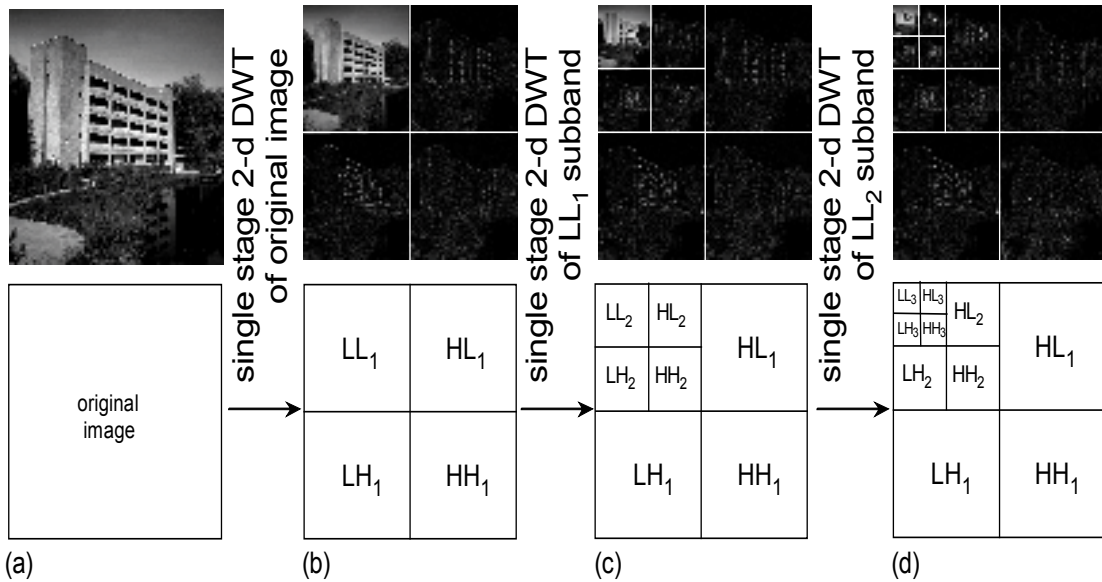 single stage 2-d DWT
of original image
single stage 2-d DWT
of LL₁ subband
single stage 2-d DWT
of LL₂ subband
original
image
LL₁ HL₁
LH₁ HH₁
LL₂ HL₂
HL₁
LH₂ HH₂
LH₁ HH₁
LL₃ HL₃
HL₂
LH₃ HH₃
HL₁
LH₂ HH₂
LH₁ HH₁
(a) (b) (c) (d)